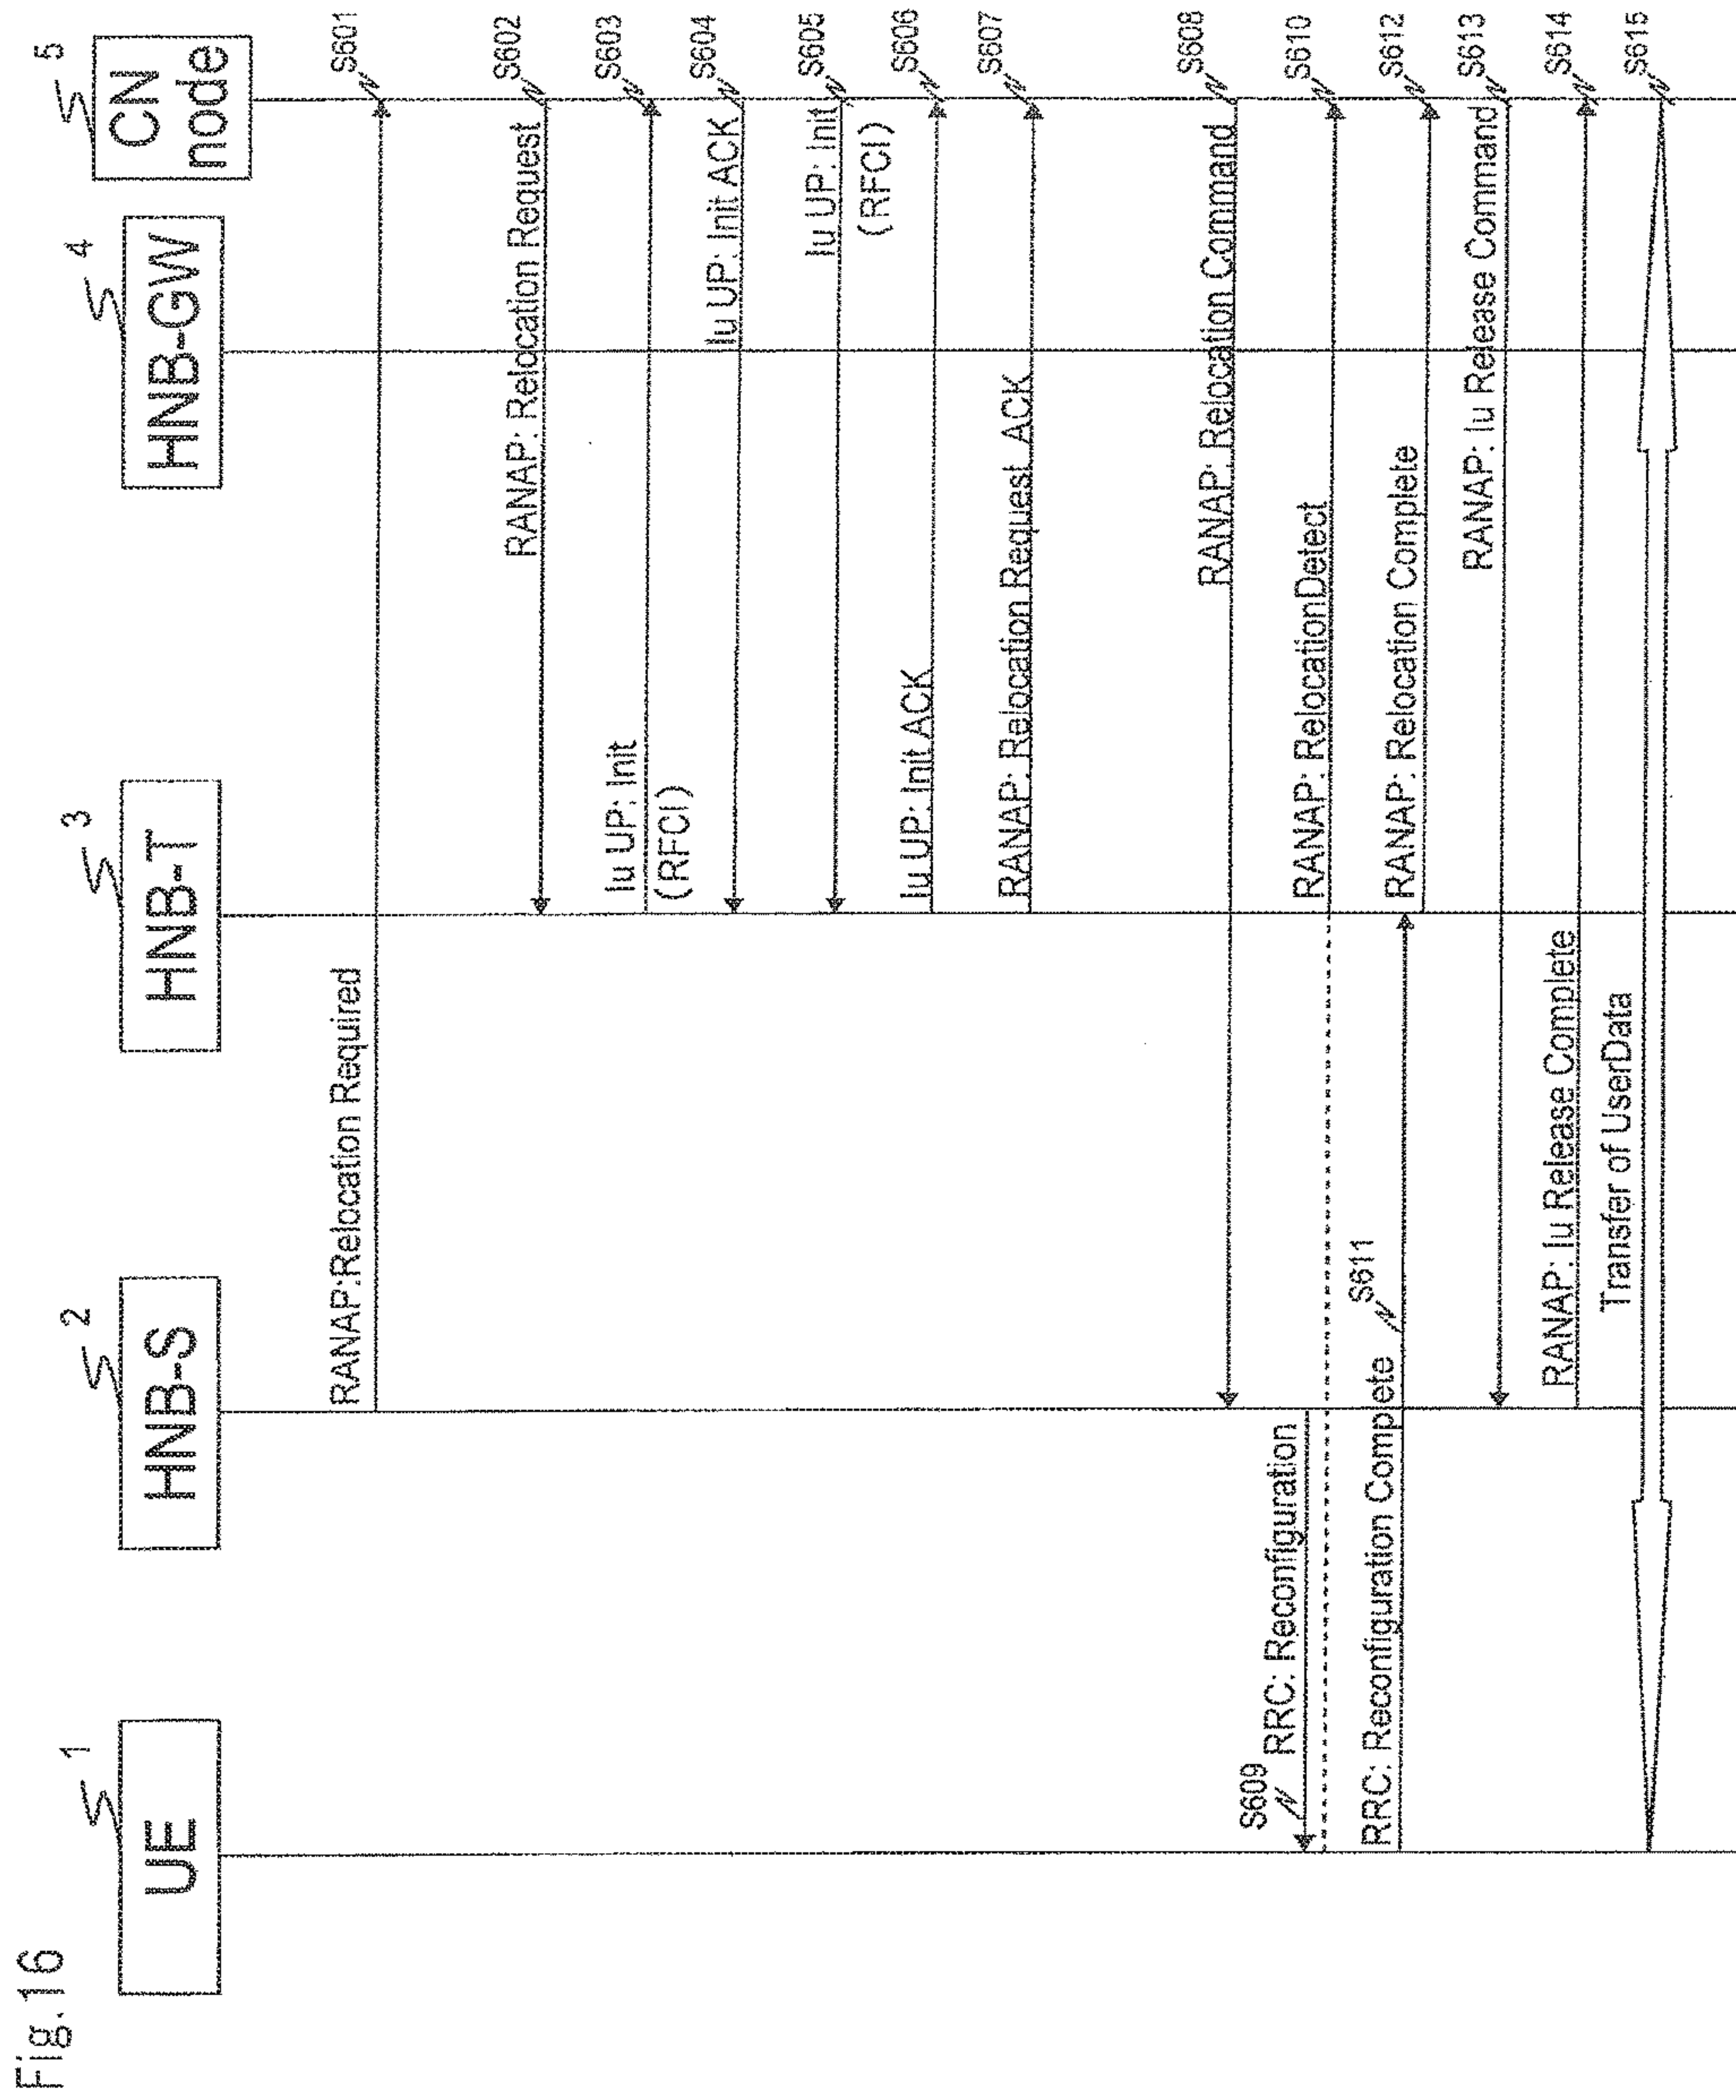 Fig.16
1
UE
2
HNB-S
3
HNB-T
4
HNB-GW
5
CN
node
RANAP:Relocation Required
S601
RANAP: Relocation Request
S602
Iu UP: Init
(RFCI)
S603
Iu UP: Init ACK
S604
Iu UP: Init
(RFCI)
S605
Iu UP: Init ACK
S606
RANAP: Relocation Request ACK
S607
RANAP: Relocation Command
S608
S609
RRC: Reconfiguration
RANAP: RelocationDetect
S610
RRC: Reconfiguration Complete
S611
RANAP: Relocation Complete
S612
RANAP: Iu Release Command
S613
RANAP: Iu Release Complete
S614
Transfer of UserData
S615